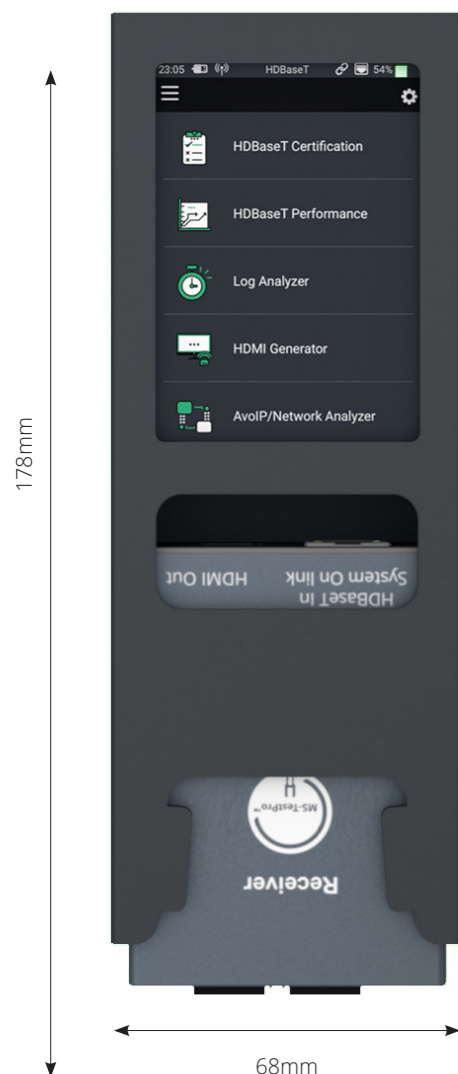 23:05 HDBaseT 54%
HDBaseT Certification
HDBaseT Performance
Log Analyzer
HDMI Generator
AvoIP/Network Analyzer
178mm
HDBaseT In
System On link
HDMI Out
MS-TestPro™
Receiver
68mm